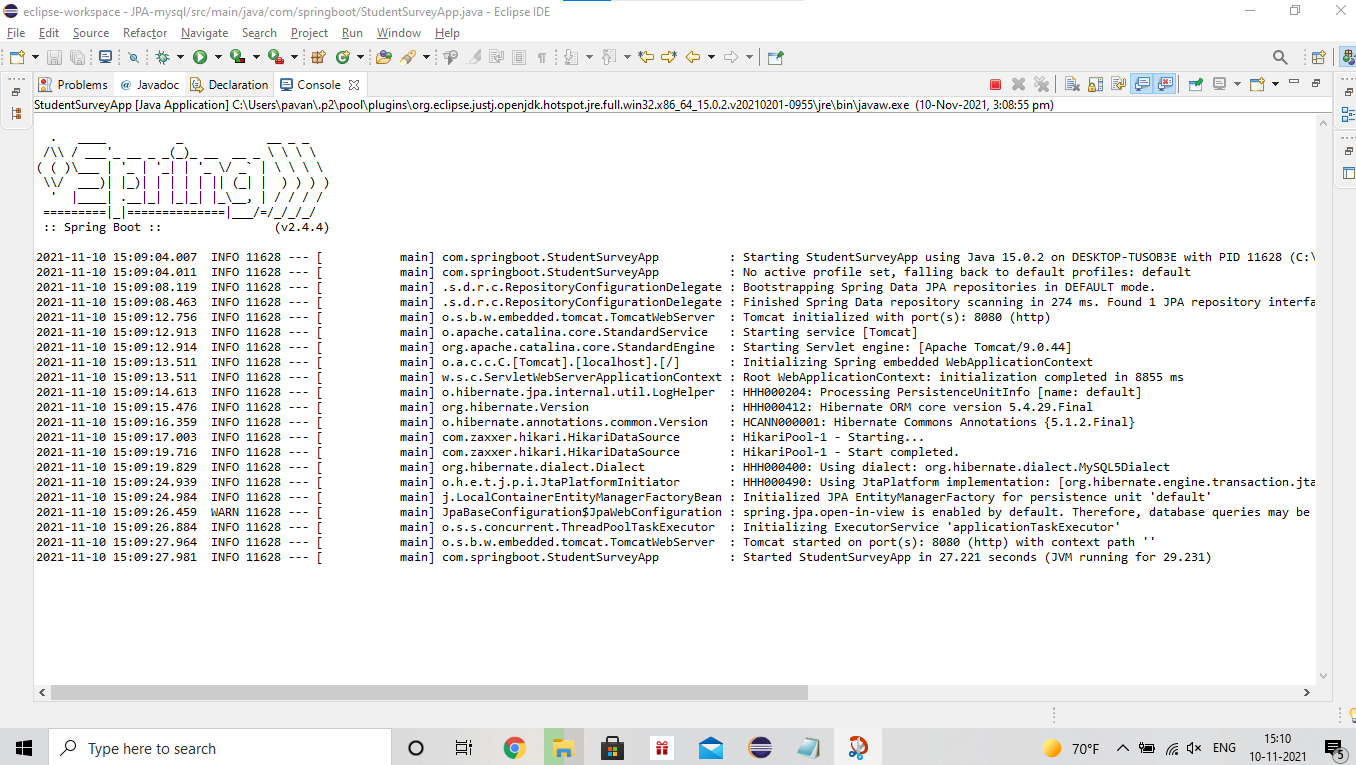 eclipse-workspace - JPA-mysql/src/main/java/com/springboot/StudentSurveyApp.java - Eclipse IDE
File Edit Source Refactor Navigate Search Project Run Window Help
Problems @ Javadoc Declaration Console
StudentSurveyApp [Java Application] C:\Users\pavan\.p2\pool\plugins\org.eclipse.justj.openjdk.hotspot.jre.full.win32.x86_64_15.0.2.v20210201-0955\jre\bin\javaw.exe (10-Nov-2021, 3:08:55 pm)
  .   ____          _            __ _ _
 /\\ / ___'_ __ _ _(_)_ __  __ _ \ \ \ \
( ( )\___ | '_ | '_| | '_ \/ _` | \ \ \ \
 \\/  ___)| |_)| | | | | || (_| |  ) ) ) )
  '  |____| .__|_| |_|_| |_\__, | / / / /
 =========|_|==============|___/=/_/_/_/
 :: Spring Boot ::                (v2.4.4)
2021-11-10 15:09:04.007  INFO 11628 --- [           main] com.springboot.StudentSurveyApp          : Starting StudentSurveyApp using Java 15.0.2 on DESKTOP-TUSOB3E with PID 11628 (C:\
2021-11-10 15:09:04.011  INFO 11628 --- [           main] com.springboot.StudentSurveyApp          : No active profile set, falling back to default profiles: default
2021-11-10 15:09:08.119  INFO 11628 --- [           main] .s.d.r.c.RepositoryConfigurationDelegate : Bootstrapping Spring Data JPA repositories in DEFAULT mode.
2021-11-10 15:09:08.463  INFO 11628 --- [           main] .s.d.r.c.RepositoryConfigurationDelegate : Finished Spring Data repository scanning in 274 ms. Found 1 JPA repository interfa
2021-11-10 15:09:12.756  INFO 11628 --- [           main] o.s.b.w.embedded.tomcat.TomcatWebServer  : Tomcat initialized with port(s): 8080 (http)
2021-11-10 15:09:12.913  INFO 11628 --- [           main] o.apache.catalina.core.StandardService   : Starting service [Tomcat]
2021-11-10 15:09:12.914  INFO 11628 --- [           main] org.apache.catalina.core.StandardEngine  : Starting Servlet engine: [Apache Tomcat/9.0.44]
2021-11-10 15:09:13.511  INFO 11628 --- [           main] o.a.c.c.C.[Tomcat].[localhost].[/]       : Initializing Spring embedded WebApplicationContext
2021-11-10 15:09:13.511  INFO 11628 --- [           main] w.s.c.ServletWebServerApplicationContext : Root WebApplicationContext: initialization completed in 8855 ms
2021-11-10 15:09:14.613  INFO 11628 --- [           main] o.hibernate.jpa.internal.util.LogHelper  : HHH000204: Processing PersistenceUnitInfo [name: default]
2021-11-10 15:09:15.476  INFO 11628 --- [           main] org.hibernate.Version                    : HHH000412: Hibernate ORM core version 5.4.29.Final
2021-11-10 15:09:16.359  INFO 11628 --- [           main] o.hibernate.annotations.common.Version   : HCANN000001: Hibernate Commons Annotations {5.1.2.Final}
2021-11-10 15:09:17.003  INFO 11628 --- [           main] com.zaxxer.hikari.HikariDataSource       : HikariPool-1 - Starting...
2021-11-10 15:09:19.716  INFO 11628 --- [           main] com.zaxxer.hikari.HikariDataSource       : HikariPool-1 - Start completed.
2021-11-10 15:09:19.829  INFO 11628 --- [           main] org.hibernate.dialect.Dialect            : HHH000400: Using dialect: org.hibernate.dialect.MySQL5Dialect
2021-11-10 15:09:24.939  INFO 11628 --- [           main] o.h.e.t.j.p.i.JtaPlatformInitiator       : HHH000490: Using JtaPlatform implementation: [org.hibernate.engine.transaction.jta
2021-11-10 15:09:24.984  INFO 11628 --- [           main] j.LocalContainerEntityManagerFactoryBean : Initialized JPA EntityManagerFactory for persistence unit 'default'
2021-11-10 15:09:26.459  WARN 11628 --- [           main] JpaBaseConfiguration$JpaWebConfiguration : spring.jpa.open-in-view is enabled by default. Therefore, database queries may be
2021-11-10 15:09:26.884  INFO 11628 --- [           main] o.s.s.concurrent.ThreadPoolTaskExecutor  : Initializing ExecutorService 'applicationTaskExecutor'
2021-11-10 15:09:27.964  INFO 11628 --- [           main] o.s.b.w.embedded.tomcat.TomcatWebServer  : Tomcat started on port(s): 8080 (http) with context path ''
2021-11-10 15:09:27.981  INFO 11628 --- [           main] com.springboot.StudentSurveyApp          : Started StudentSurveyApp in 27.221 seconds (JVM running for 29.231)
Type here to search
70°F ENG 15:10
10-11-2021
5